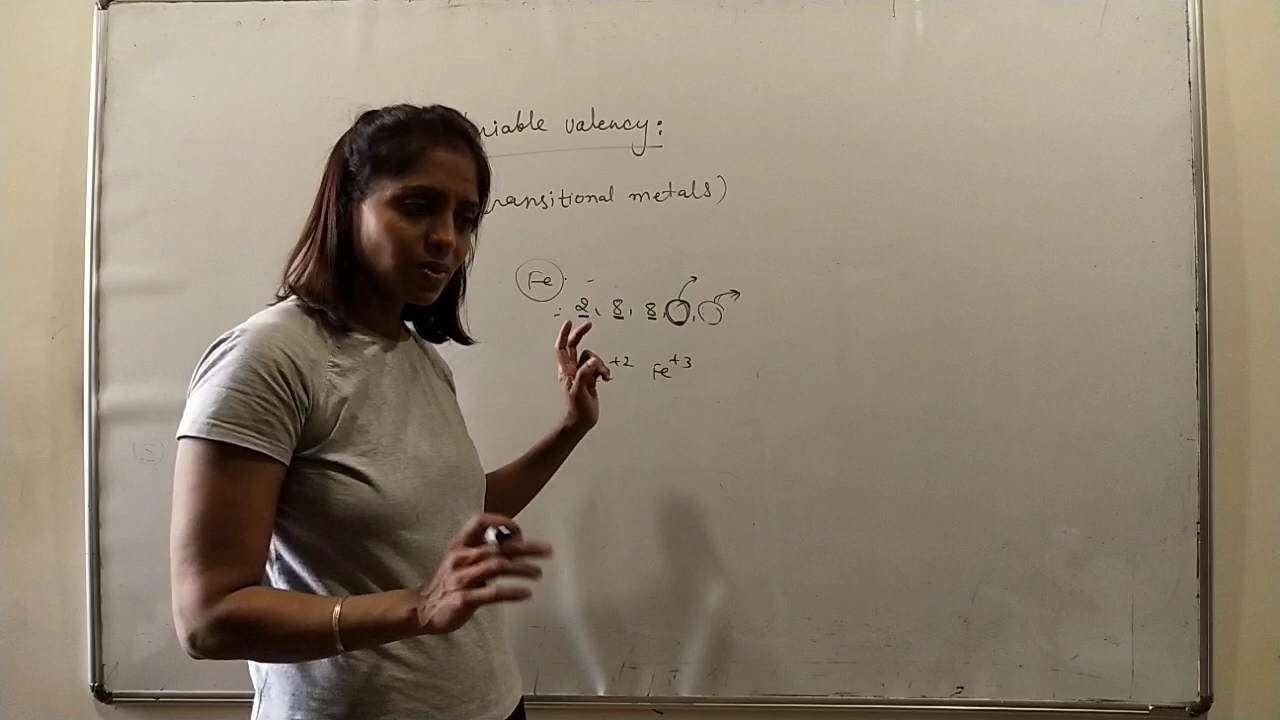 riable valency:
ransitional metals)
Fe
: 2, 8, 8,
+2 Fe+3